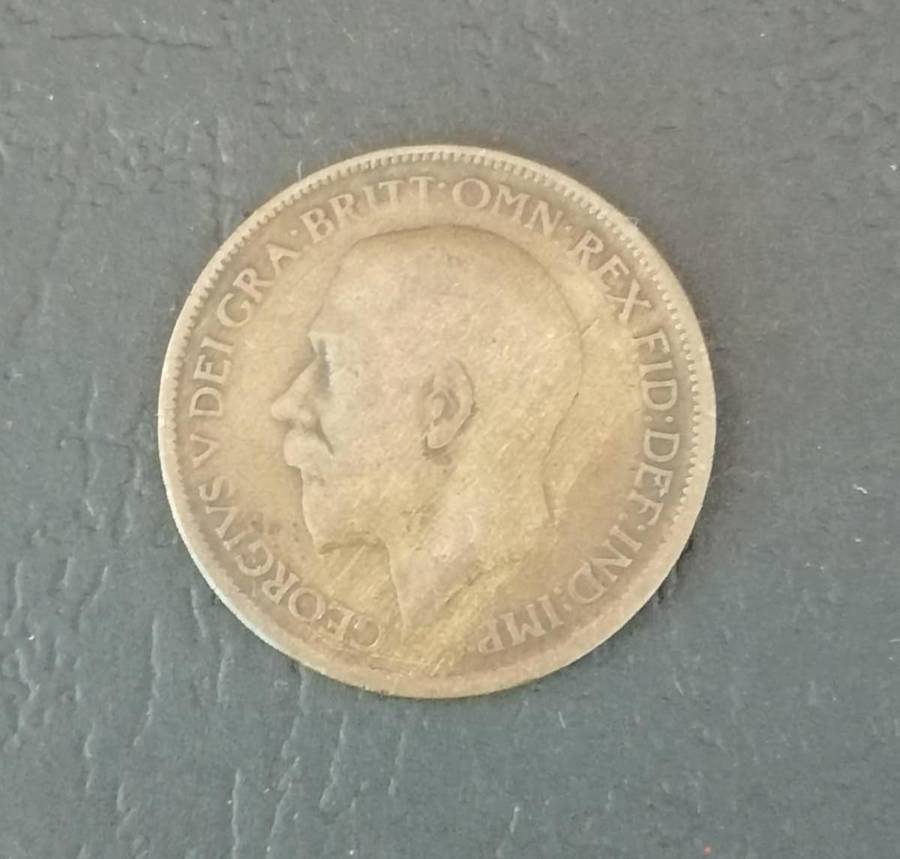 GEORGIVS V DEI GRA·BRITT·OMN·REX FID·DEF·IND·IMP·